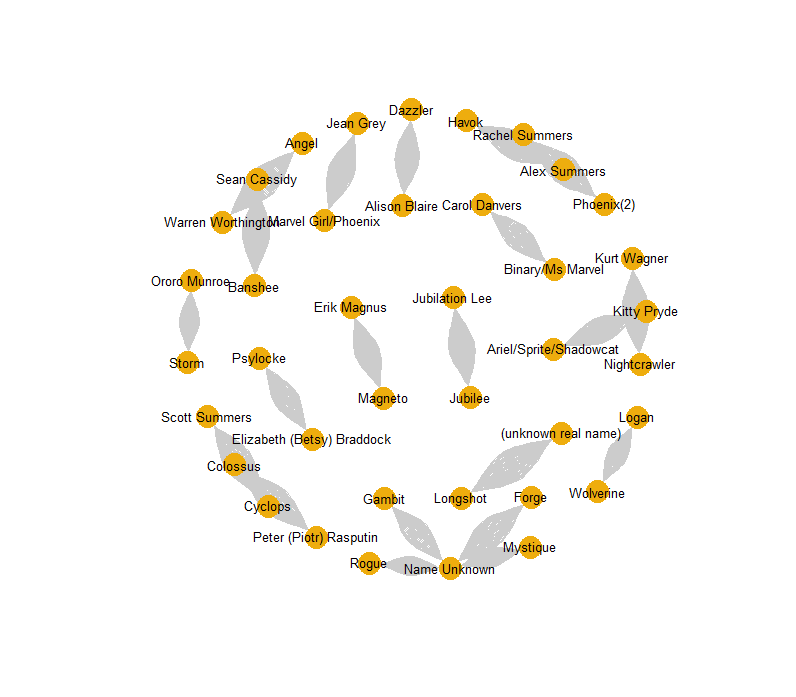 Dazzler
Jean Grey
Havok
Rachel Summers
Angel
Alex Summers
Sean Cassidy
Alison Blaire
Carol Danvers
Phoenix(2)
Warren Worthington
Marvel Girl/Phoenix
Kurt Wagner
Binary/Ms Marvel
Ororo Munroe
Banshee
Jubilation Lee
Erik Magnus
Kitty Pryde
Ariel/Sprite/Shadowcat
Psylocke
Storm
Nightcrawler
Magneto
Jubilee
Scott Summers
Logan
(unknown real name)
Elizabeth (Betsy) Braddock
Colossus
Wolverine
Gambit
Longshot
Forge
Cyclops
Peter (Piotr) Rasputin
Mystique
Rogue
Name Unknown